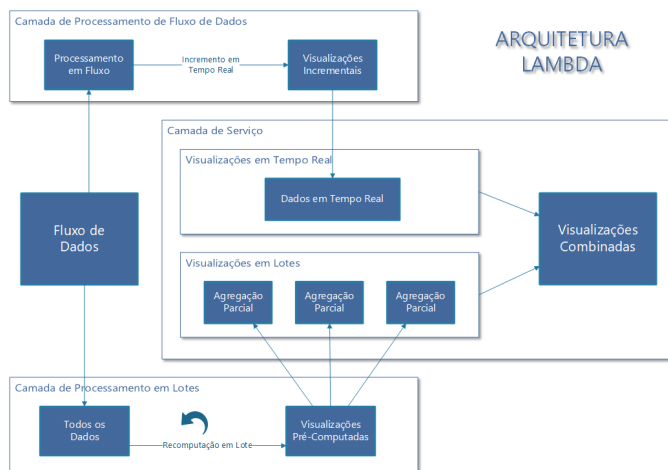 Camada de Processamento de Fluxo de Dados
Processamento
em Fluxo
Incremento em
Tempo Real
Visualizações
Incrementais
ARQUITETURA
LAMBDA
Camada de Serviço
Visualizações em Tempo Real
Dados em Tempo Real
Fluxo de
Dados
Visualizações
Combinadas
Visualizações em Lotes
Agregação
Parcial
Agregação
Parcial
Agregação
Parcial
Camada de Processamento em Lotes
Todos os
Dados
Recomputação em Lote
Visualizações
Pré-Computadas